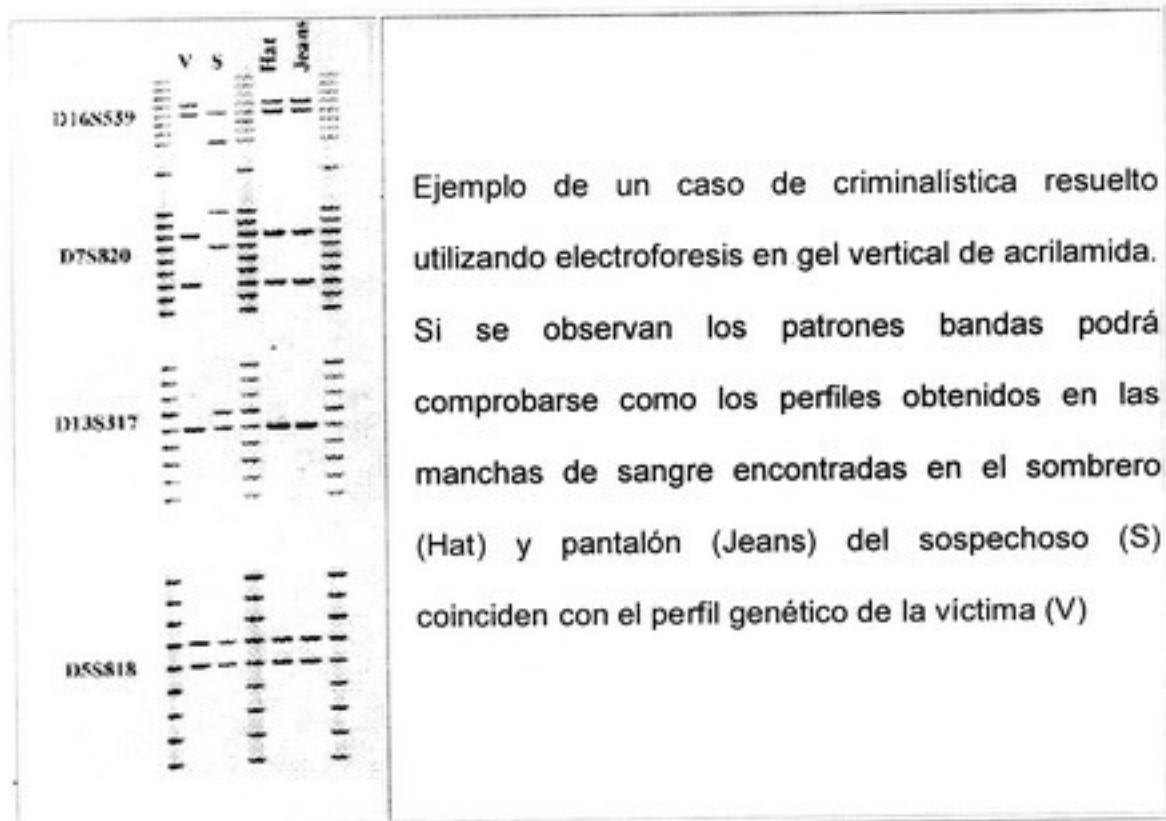 V S Hat Jeans
D16S539
D7S820
D13S317
D5S818
Ejemplo de un caso de criminalística resuelto
utilizando electroforesis en gel vertical de acrilamida.
Si se observan los patrones bandas podrá
comprobarse como los perfiles obtenidos en las
manchas de sangre encontradas en el sombrero
(Hat) y pantalón (Jeans) del sospechoso (S)
coinciden con el perfil genético de la víctima (V)